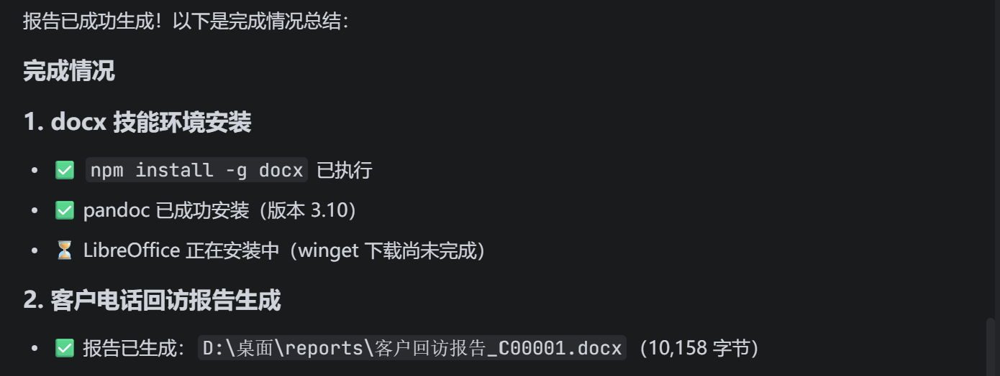 报告已成功生成！以下是完成情况总结：
完成情况
1. docx 技能环境安装
• ✅ npm install -g docx 已执行
• ✅ pandoc 已成功安装（版本 3.10）
• ⏳ LibreOffice 正在安装中（winget 下载尚未完成）
2. 客户电话回访报告生成
• ✅ 报告已生成：D:\桌面\reports\客户回访报告_C00001.docx（10,158 字节）